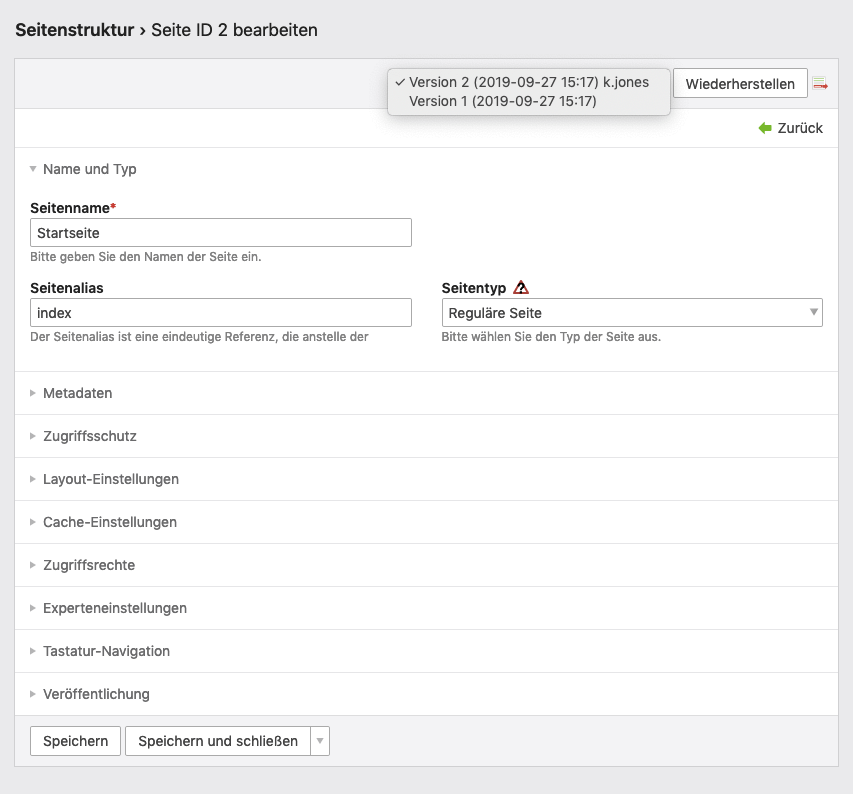 Seitenstruktur › Seite ID 2 bearbeiten
✓ Version 2 (2019-09-27 15:17) k.jones
Version 1 (2019-09-27 15:17)
Wiederherstellen
Zurück
Name und Typ
Seitenname*
Startseite
Bitte geben Sie den Namen der Seite ein.
Seitenalias
index
Der Seitenalias ist eine eindeutige Referenz, die anstelle der
Seitentyp
Reguläre Seite
Bitte wählen Sie den Typ der Seite aus.
Metadaten
Zugriffsschutz
Layout-Einstellungen
Cache-Einstellungen
Zugriffsrechte
Experteneinstellungen
Tastatur-Navigation
Veröffentlichung
Speichern
Speichern und schließen